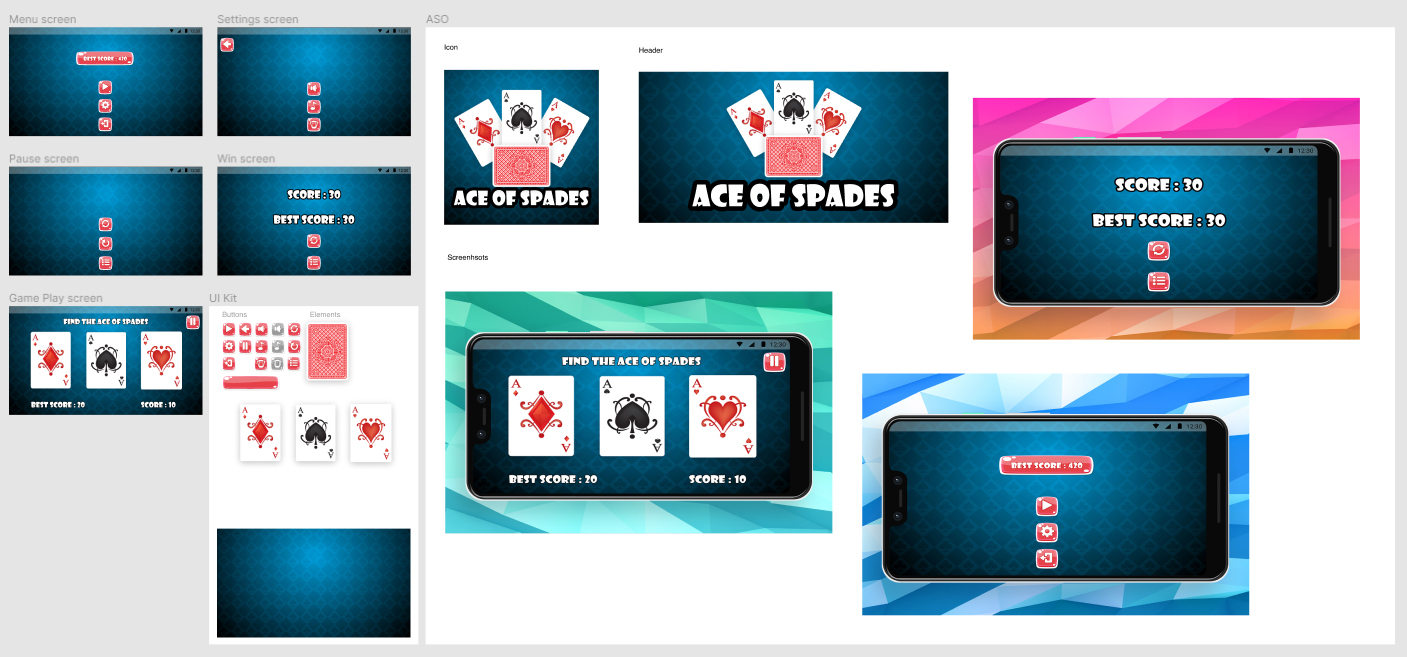 Menu screen
BEST SCORE : 420
Settings screen
Pause screen
Win screen
SCORE : 30
BEST SCORE : 30
Game Play screen
FIND THE ACE OF SPADES
A
A
A
A
A
A
BEST SCORE : 20
SCORE : 10
UI Kit
Buttons
Elements
A
A
A
A
A
A
ASO
Icon
A
A
A
ACE OF SPADES
Header
A
A
A
ACE OF SPADES
12:30
SCORE : 30
BEST SCORE : 30
Screenhsots
12:30
FIND THE ACE OF SPADES
A
A
A
A
A
A
BEST SCORE : 20
SCORE : 10
12:30
BEST SCORE : 420